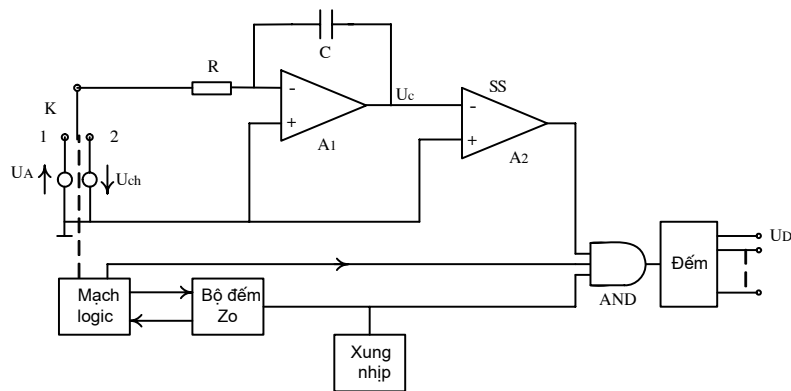 C
R
-
+
A1
Uc
SS
-
+
A2
K
1
2
UA
Uch
UD
Mạch
logic
Bộ đếm
Zo
AND
Đếm
Xung
nhịp